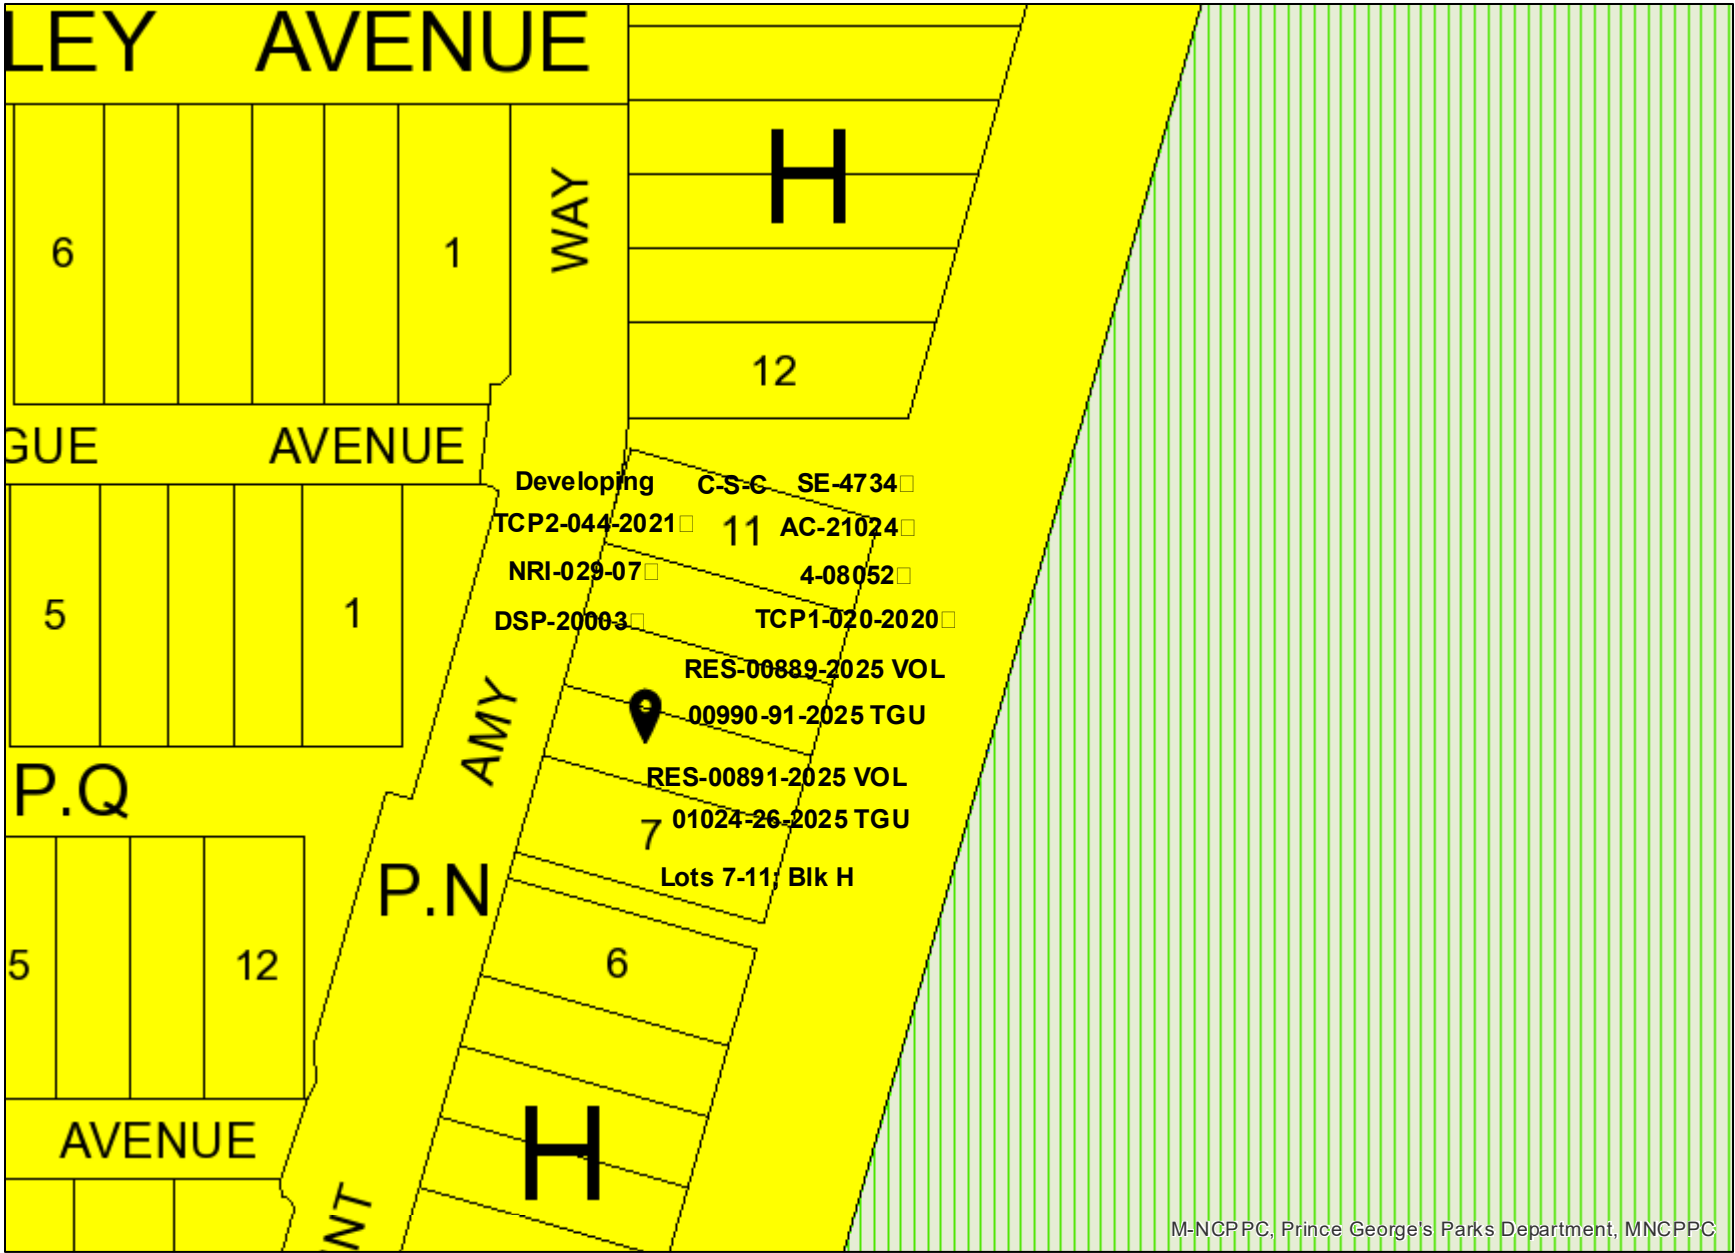 LEY AVENUE
H
WAY
6
1
12
GUE AVENUE
Developing C-S-C SE-4734
TCP2-044-2021 11 AC-21024
NRI-029-07 4-08052
DSP-20003 TCP1-020-2020
5
1
RES-00889-2025 VOL
00990-91-2025 TGU
AMY
RES-00891-2025 VOL
P.Q
01024-26-2025 TGU
7
Lots 7-11; Blk H
P.N
5
12
6
AVENUE
H
NT
M-NCPPC, Prince George's Parks Department, MNCPPC